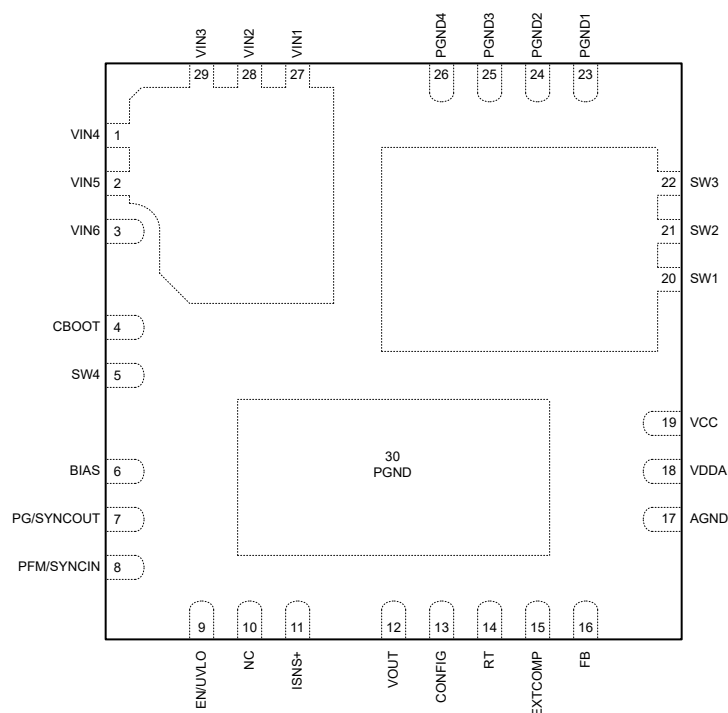 VIN3
VIN2
VIN1
PGND4
PGND3
PGND2
PGND1
29
28
27
26
25
24
23
VIN4 1
VIN5 2
VIN6 3
CBOOT 4
SW4 5
BIAS 6
PG/SYNCOUT 7
PFM/SYNCIN 8
22 SW3
21 SW2
20 SW1
19 VCC
18 VDDA
17 AGND
30
PGND
9
10
11
12
13
14
15
16
EN/UVLO
NC
ISNS+
VOUT
CONFIG
RT
EXTCOMP
FB